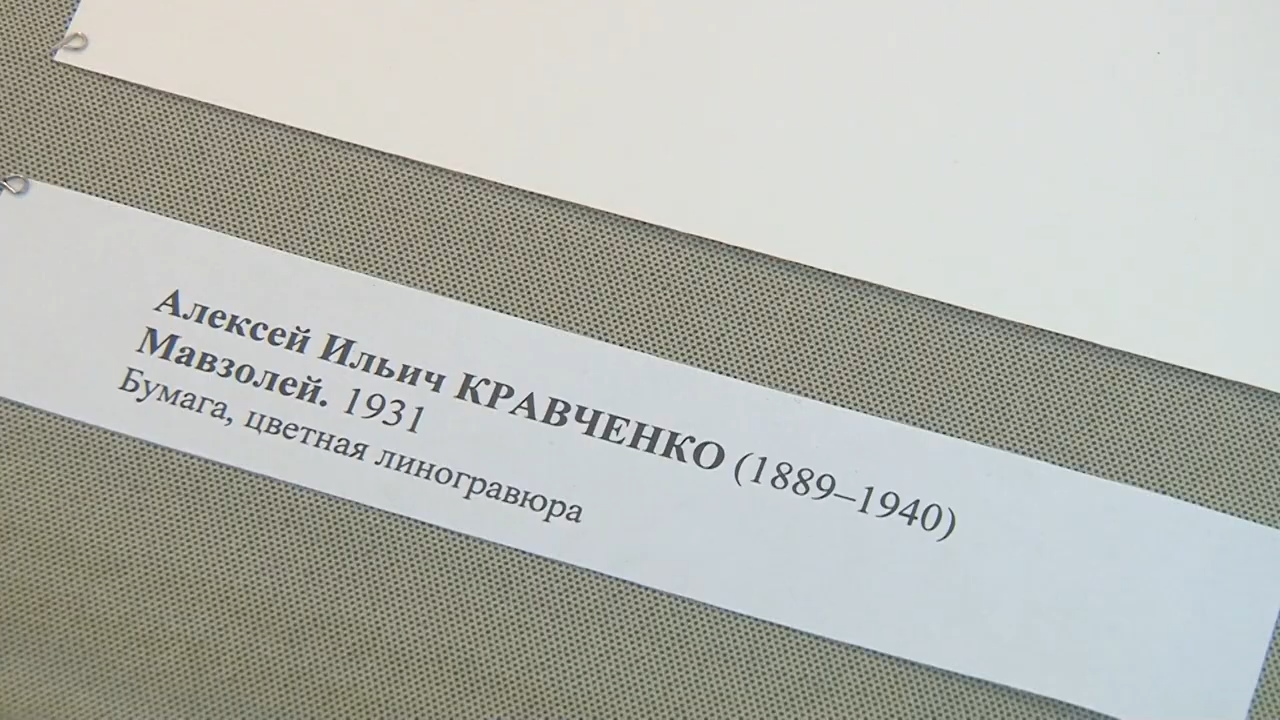 Алексей Ильич КРАВЧЕНКО (1889–1940)
Мавзолей. 1931
Бумага, цветная линогравюра